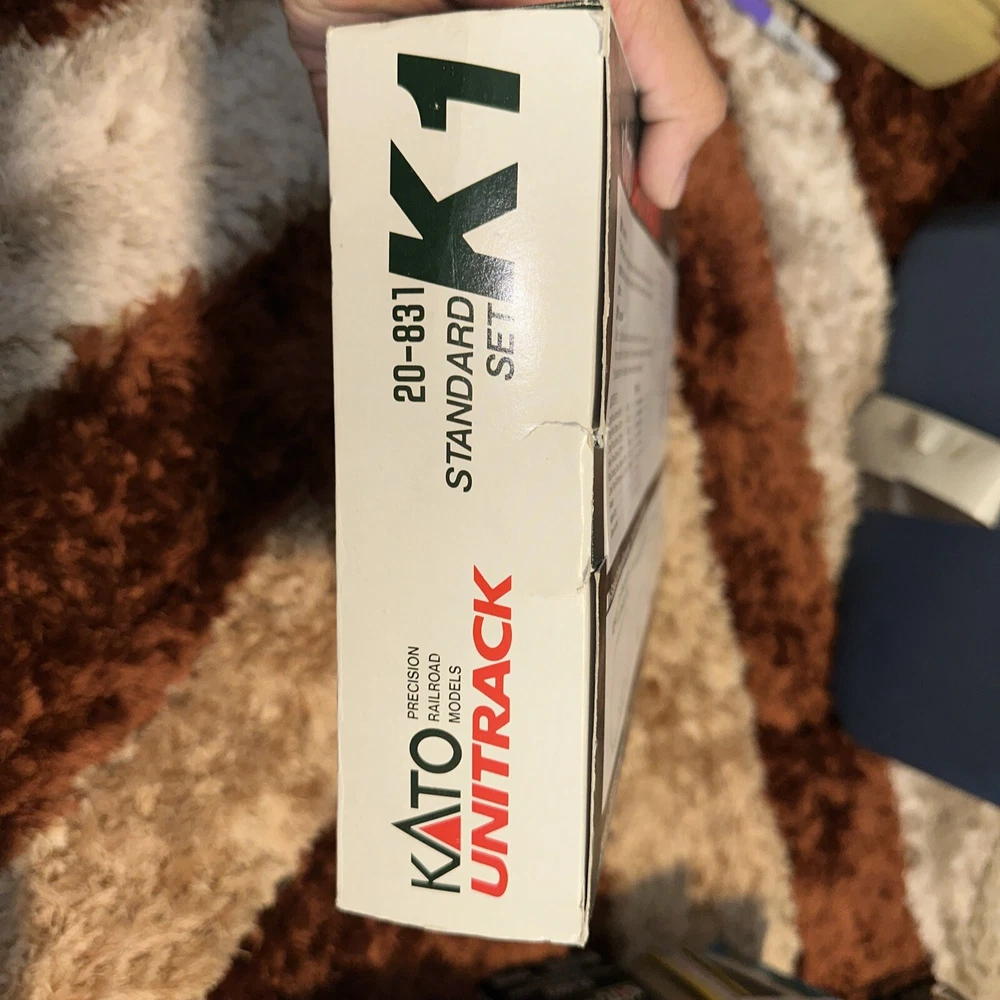 KATO
PRECISION
RAILROAD
MODELS
UNITRACK
20-831
STANDARD
SET
K1